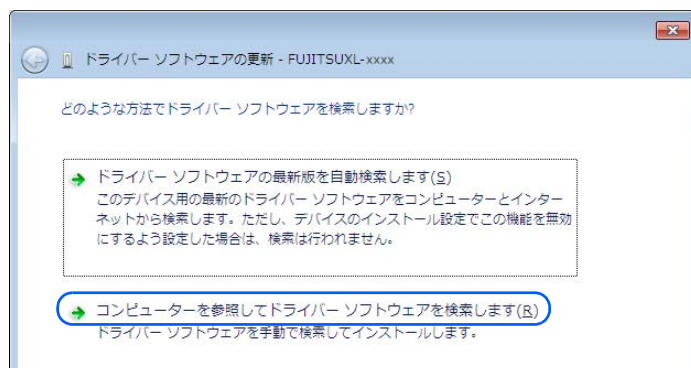 ドライバー ソフトウェアの更新 - FUJITSUXL-xxxx
どのような方法でドライバー ソフトウェアを検索しますか?
ドライバー ソフトウェアの最新版を自動検索します(S)
このデバイス用の最新のドライバー ソフトウェアをコンピューターとインター
ネットから検索します。ただし、デバイスのインストール設定でこの機能を無効
にするよう設定した場合は、検索は行われません。
コンピューターを参照してドライバー ソフトウェアを検索します(R)
ドライバー ソフトウェアを手動で検索してインストールします。